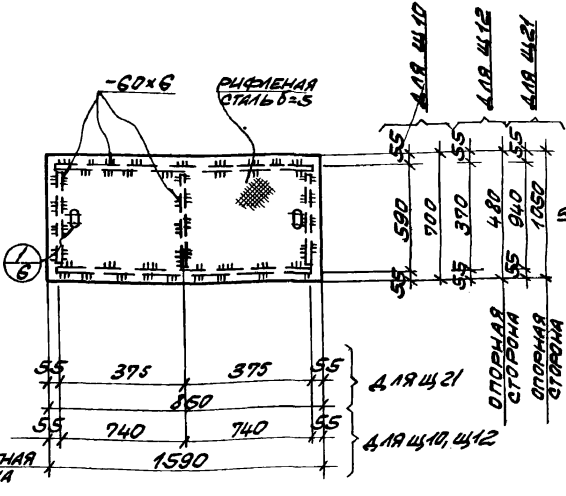 -60×6
РИФЛЕНАЯ
СТАЛЬ δ=5
ДЛЯ Щ10
ДЛЯ Щ12
ДЛЯ Щ21
55 590 55
700
55 370 55
480
55 940 55
1050
ОПОРНАЯ
СТОРОНА
ОПОРНАЯ
СТОРОНА
1
6
55 375 375 55
ДЛЯ Щ21
860
55 740 740 55
ДЛЯ Щ10, Щ12
1590
НАЯ
НА